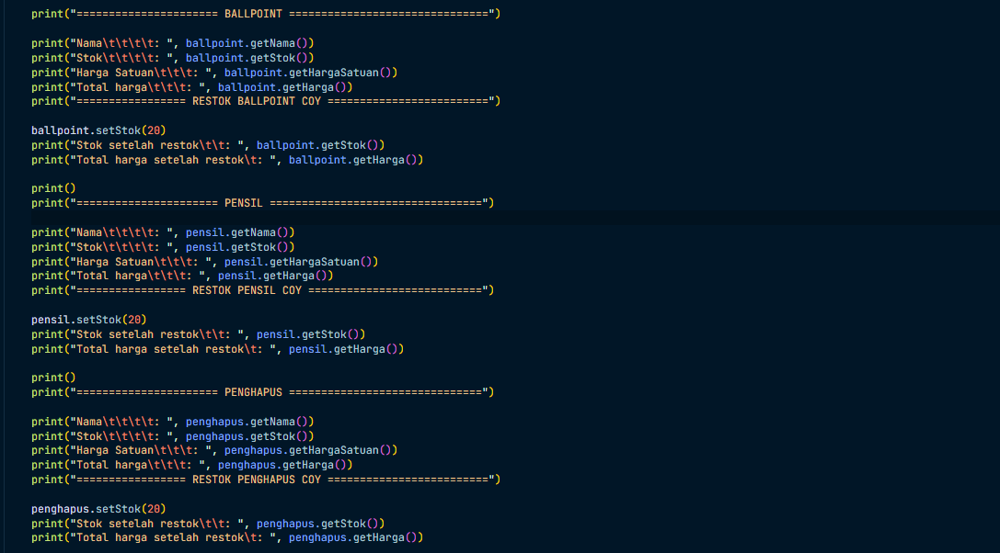 print("====================== BALLPOINT ===============================")
print("Nama\t\t\t\t: ", ballpoint.getNama())
print("Stok\t\t\t\t: ", ballpoint.getStok())
print("Harga Satuan\t\t\t: ", ballpoint.getHargaSatuan())
print("Total harga\t\t\t: ", ballpoint.getHarga())
print("================= RESTOK BALLPOINT COY =========================")
ballpoint.setStok(20)
print("Stok setelah restok\t\t: ", ballpoint.getStok())
print("Total harga setelah restok\t: ", ballpoint.getHarga())
print()
print("====================== PENSIL =================================")
print("Nama\t\t\t\t: ", pensil.getNama())
print("Stok\t\t\t\t: ", pensil.getStok())
print("Harga Satuan\t\t\t: ", pensil.getHargaSatuan())
print("Total harga\t\t\t: ", pensil.getHarga())
print("================= RESTOK PENSIL COY ===========================")
pensil.setStok(20)
print("Stok setelah restok\t\t: ", pensil.getStok())
print("Total harga setelah restok\t: ", pensil.getHarga())
print()
print("====================== PENGHAPUS ==============================")
print("Nama\t\t\t\t: ", penghapus.getNama())
print("Stok\t\t\t\t: ", penghapus.getStok())
print("Harga Satuan\t\t\t: ", penghapus.getHargaSatuan())
print("Total harga\t\t\t: ", penghapus.getHarga())
print("================= RESTOK PENGHAPUS COY =========================")
penghapus.setStok(20)
print("Stok setelah restok\t\t: ", penghapus.getStok())
print("Total harga setelah restok\t: ", penghapus.getHarga())